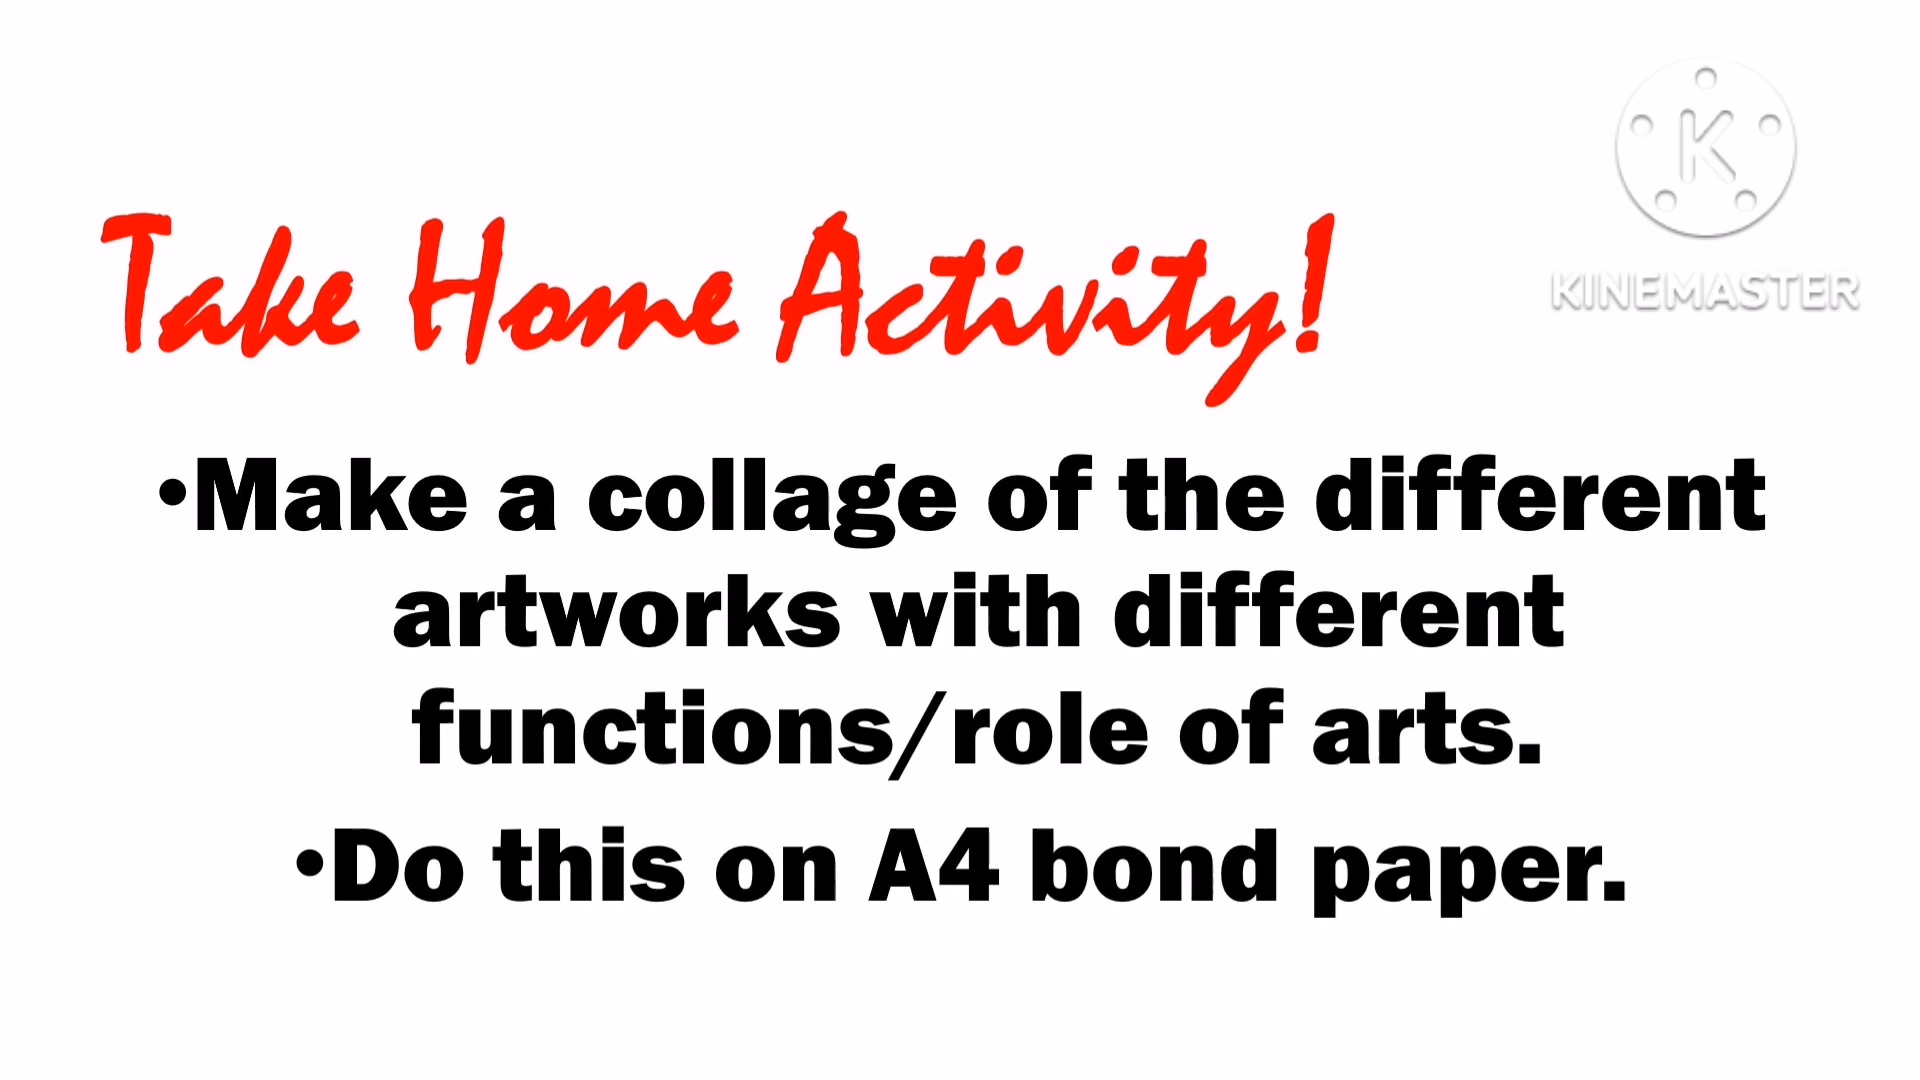 K
KINEMASTER
Take Home Activity!
•Make a collage of the different
artworks with different
functions/role of arts.
•Do this on A4 bond paper.